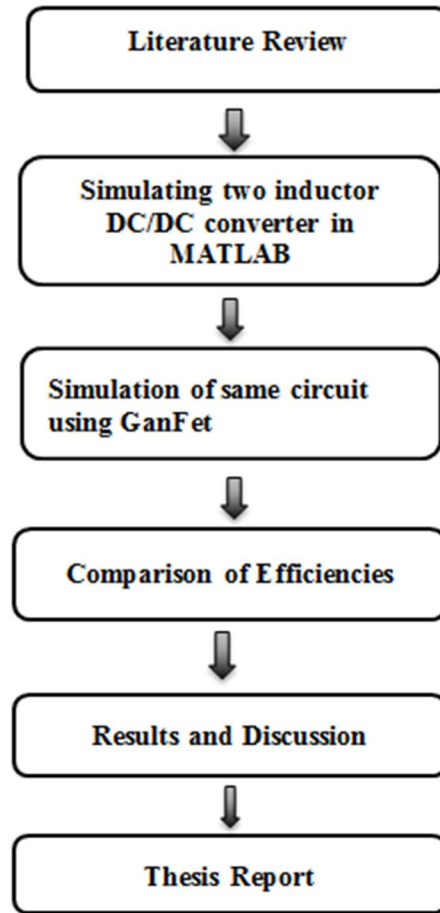 Literature Review
Simulating two inductor
DC/DC converter in
MATLAB
Simulation of same circuit
using GanFet
Comparison of Efficiencies
Results and Discussion
Thesis Report